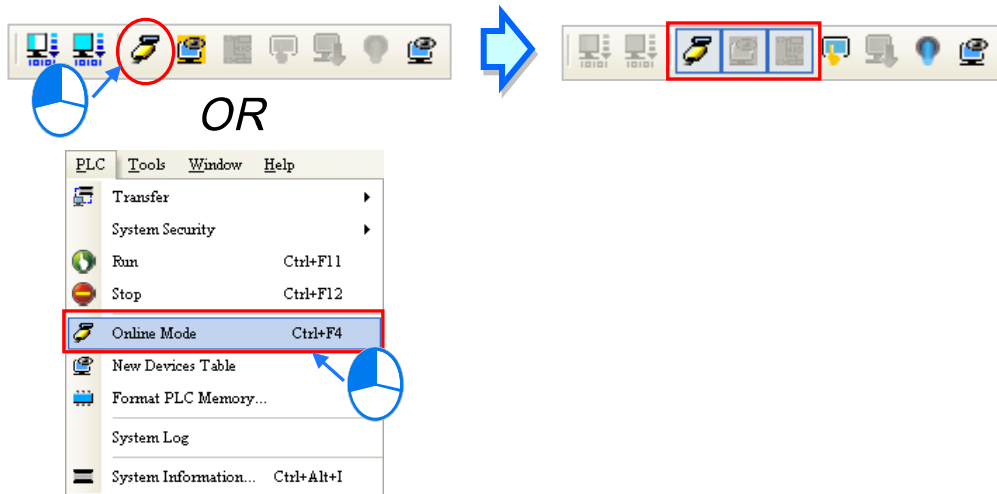 OR
PLC Tools Window Help
Transfer
System Security
Run Ctrl+F11
Stop Ctrl+F12
Online Mode Ctrl+F4
New Devices Table
Format PLC Memory...
System Log
System Information... Ctrl+Alt+I